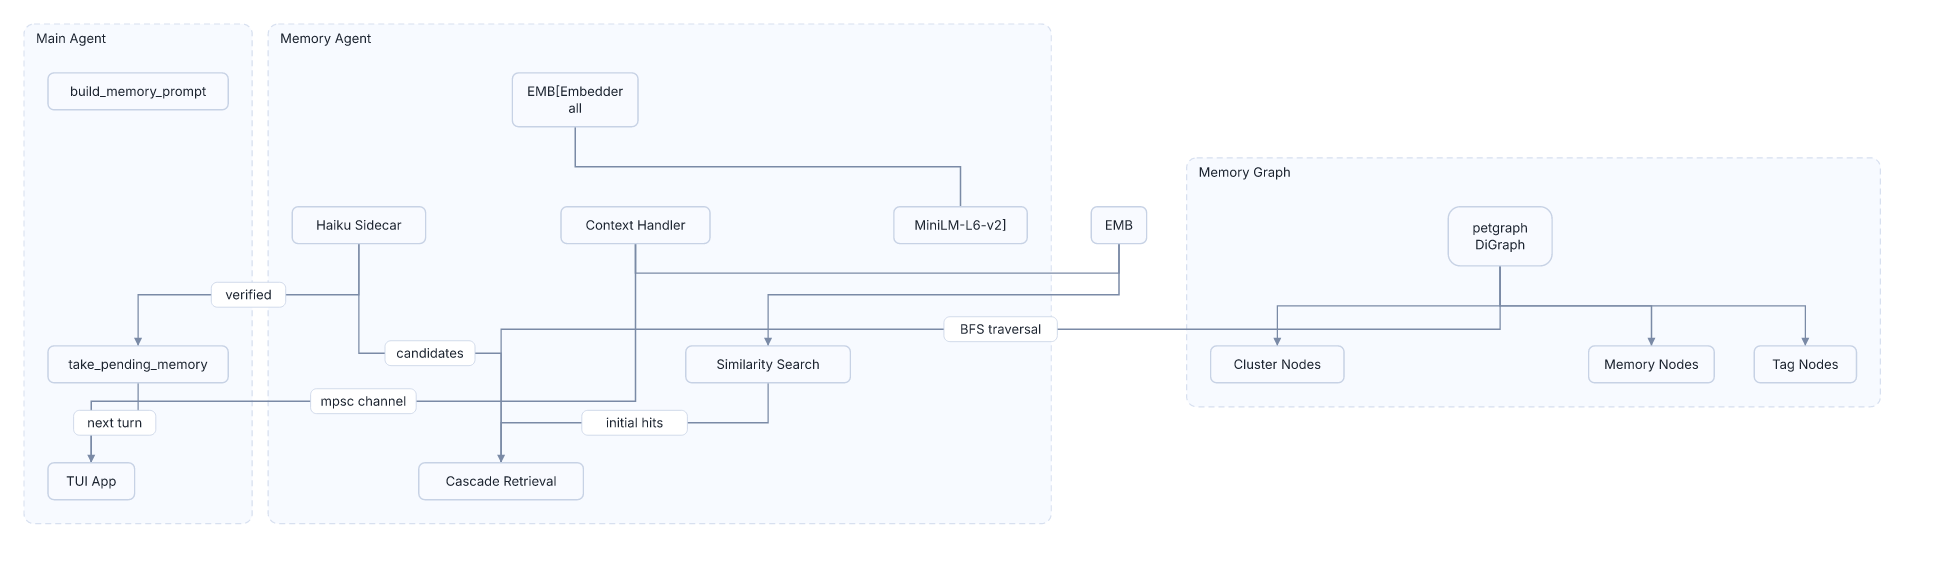 Main Agent
Memory Agent
build_memory_prompt
EMB[Embedder
all
Memory Graph
Haiku Sidecar
Context Handler
MiniLM-L6-v2]
EMB
petgraph
DiGraph
verified
BFS traversal
candidates
take_pending_memory
Similarity Search
Cluster Nodes
Memory Nodes
Tag Nodes
mpsc channel
next turn
initial hits
TUI App
Cascade Retrieval